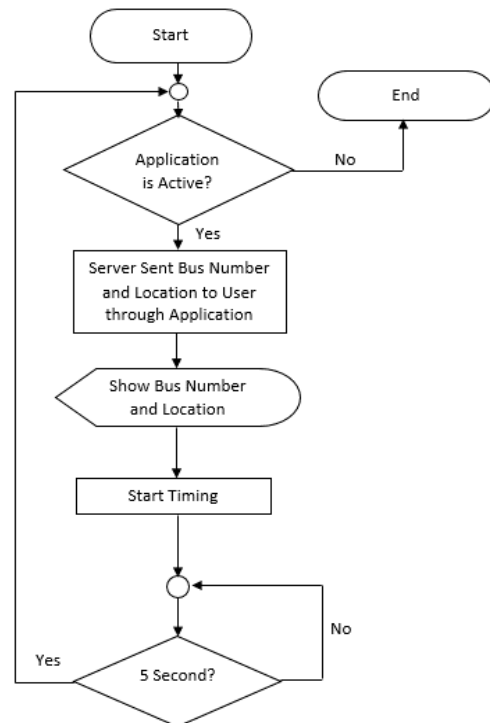 Start
End
Application
is Active?
No
Yes
Server Sent Bus Number
and Location to User
through Application
Show Bus Number
and Location
Start Timing
No
Yes
5 Second?